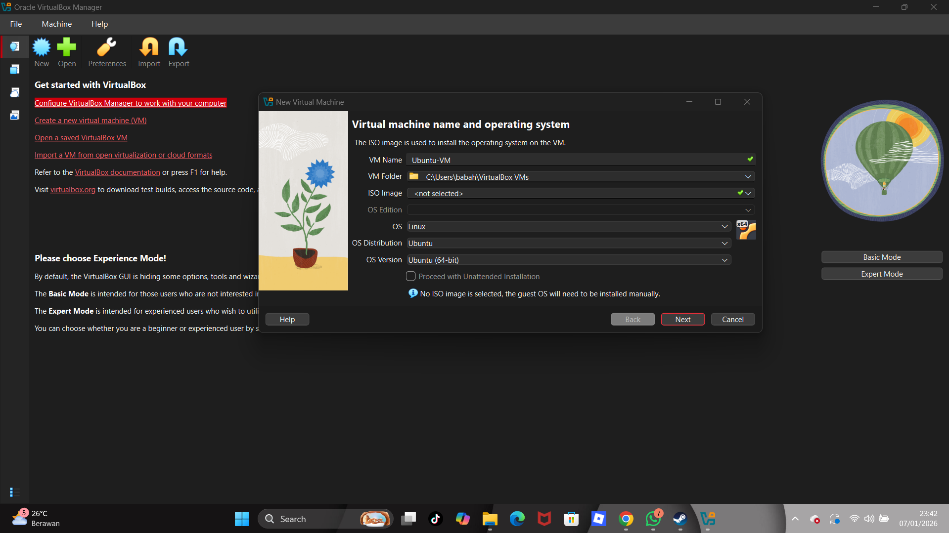 Oracle VirtualBox Manager
File Machine Help
New Open Preferences Import Export
Get started with VirtualBox
Configure VirtualBox Manager to work with your computer
Create a new virtual machine (VM)
Open a saved VirtualBox VM
Import a VM from open virtualization or cloud formats
Refer to the VirtualBox documentation or press F1 for help.
Visit virtualbox.org to download test builds, access the source code, a
Please choose Experience Mode!
By default, the VirtualBox GUI is hiding some options, tools and wiza
The Basic Mode is intended for those users who are not interested i
The Expert Mode is intended for experienced users who wish to utili
You can choose whether you are a beginner or experienced user by s
New Virtual Machine
Virtual machine name and operating system
The ISO image is used to install the operating system on the VM.
VM Name Ubuntu-VM
VM Folder C:\Users\babah\VirtualBox VMs
ISO Image <not selected>
OS Edition
OS Linux
OS Distribution Ubuntu
OS Version Ubuntu (64-bit)
Proceed with Unattended Installation
No ISO image is selected, the guest OS will need to be installed manually.
Help Back Next Cancel
Basic Mode
Expert Mode
5
26°C
Berawan
Search
23:42
07/01/2026